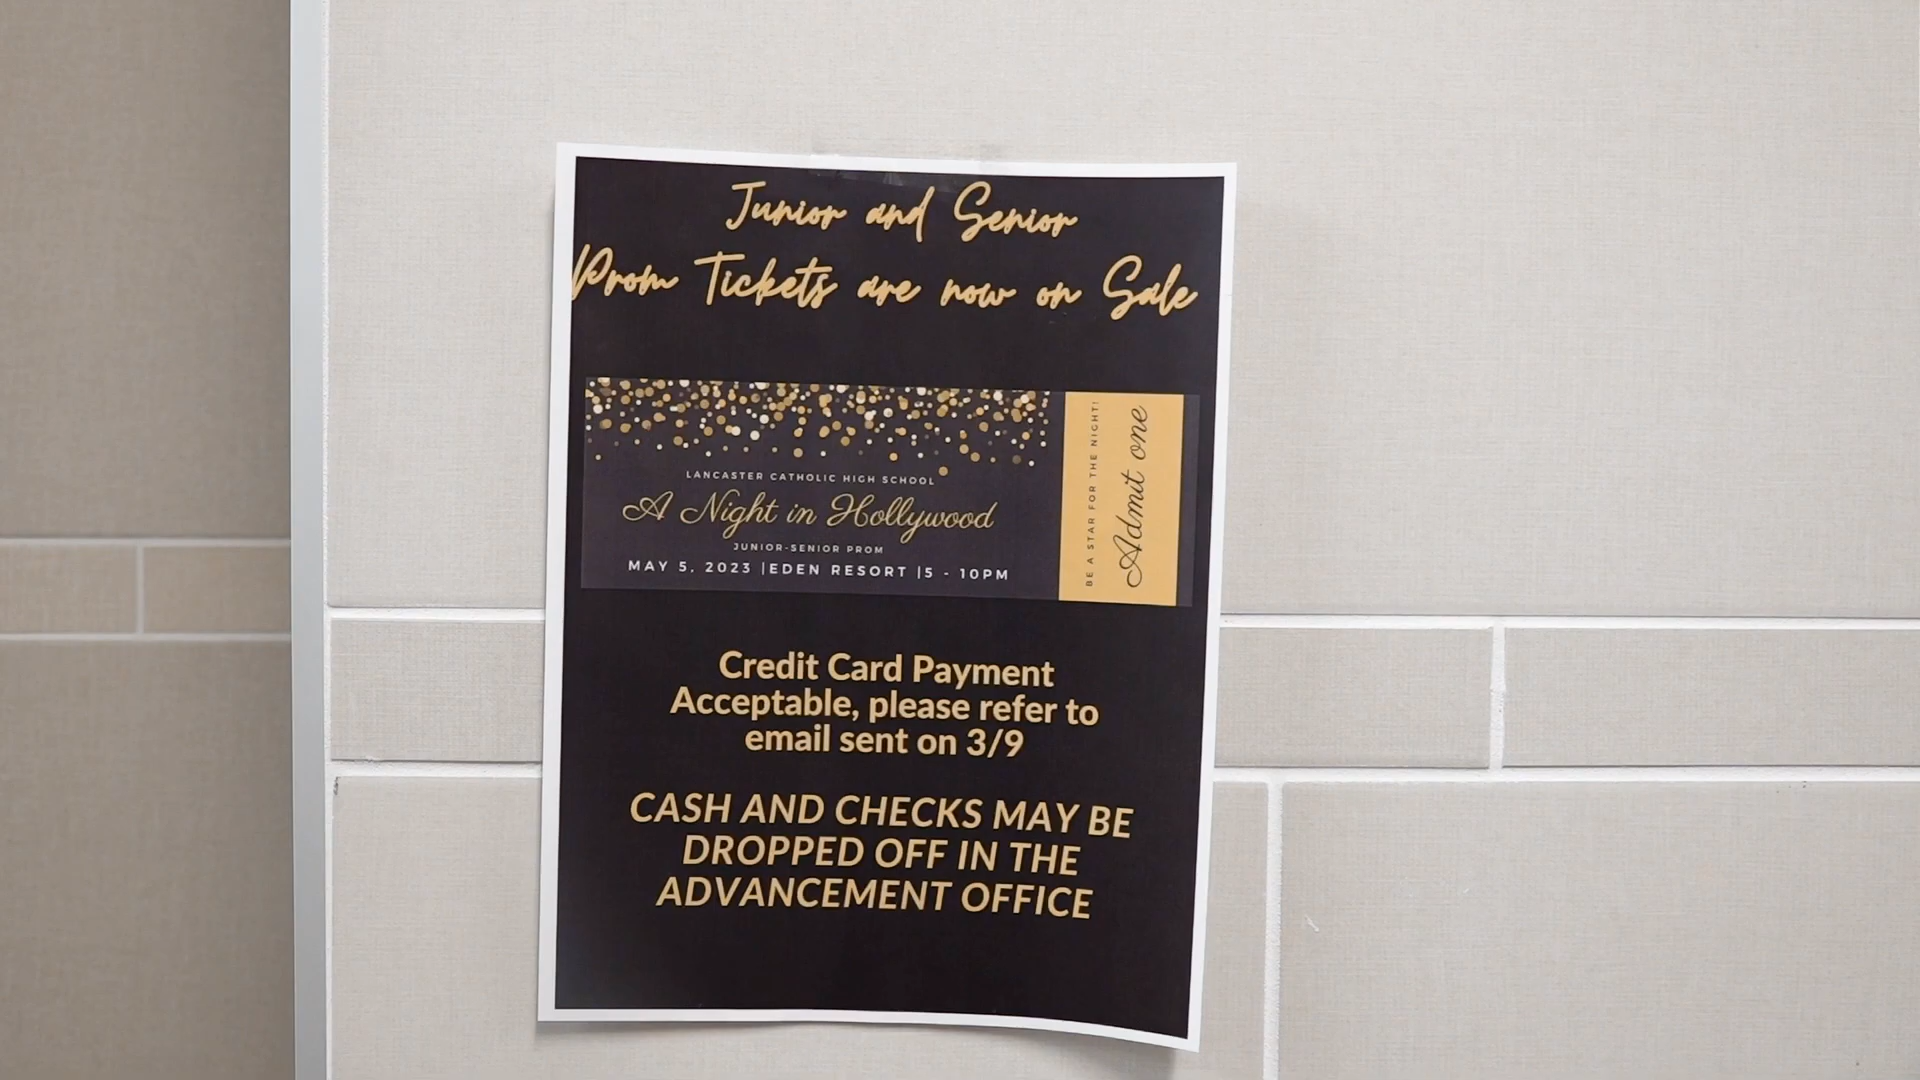 Junior and Senior
Prom Tickets are now on Sale
LANCASTER CATHOLIC HIGH SCHOOL
A Night in Hollywood
JUNIOR-SENIOR PROM
MAY 5, 2023 |EDEN RESORT |5 - 10PM
BE A STAR FOR THE NIGHT!
Admit one
Credit Card Payment
Acceptable, please refer to
email sent on 3/9
CASH AND CHECKS MAY BE
DROPPED OFF IN THE
ADVANCEMENT OFFICE